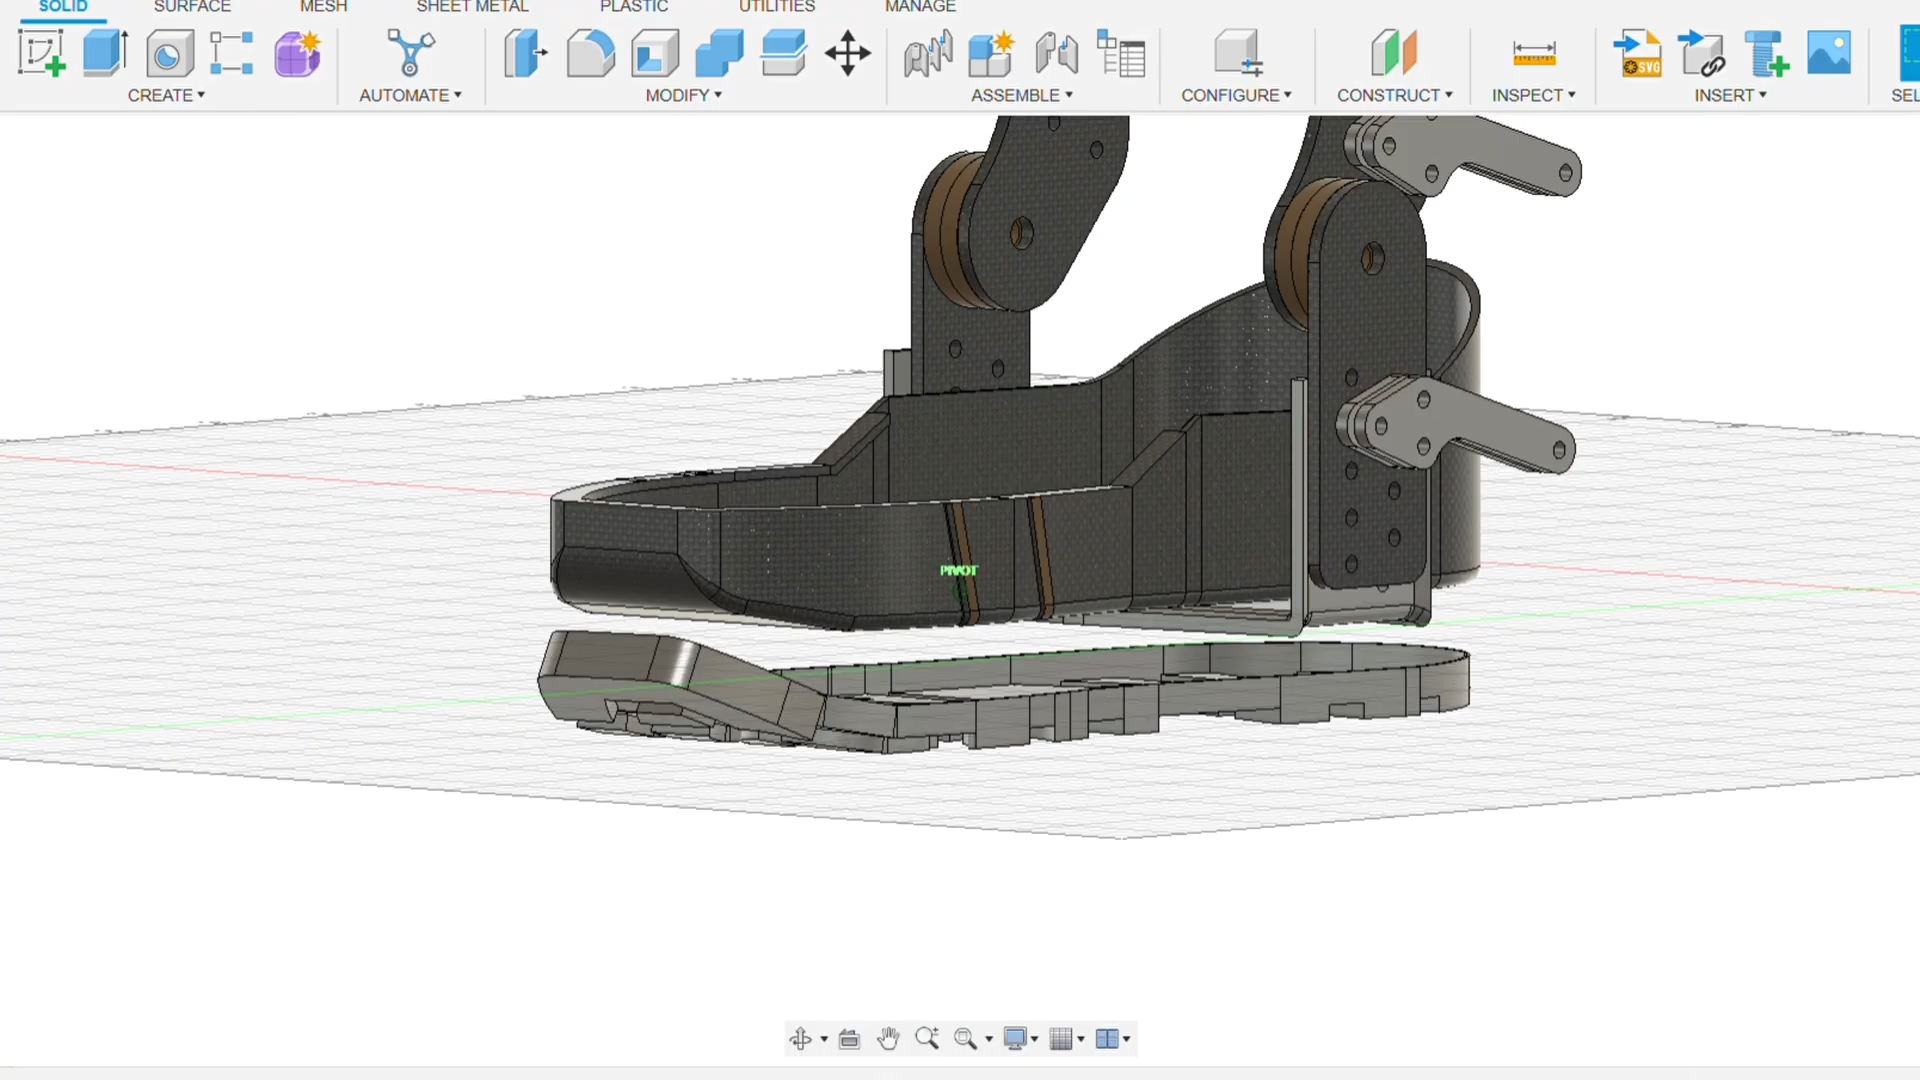 SOLID SURFACE MESH SHEET METAL PLASTIC UTILITIES MANAGE
SVG
CREATE AUTOMATE MODIFY ASSEMBLE CONFIGURE CONSTRUCT INSPECT INSERT SEL
PIVOT